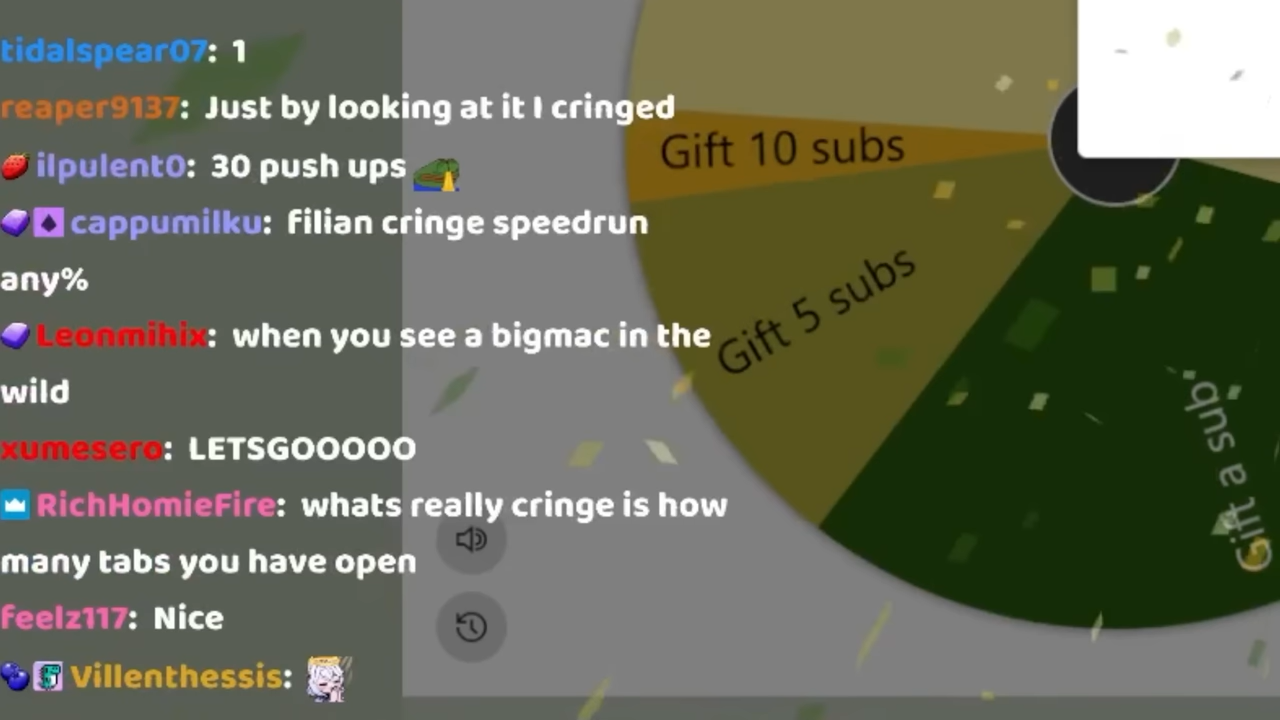 tidalspear07: 1
reaper9137: Just by looking at it I cringed
ilpulent0: 30 push ups
cappumilku: filian cringe speedrun
any%
Leonmihix: when you see a bigmac in the
wild
xumesero: LETSGOOOOO
RichHomieFire: whats really cringe is how
many tabs you have open
feelz117: Nice
Villenthessis:
Gift 10 subs
Gift 5 subs
Gift a sub